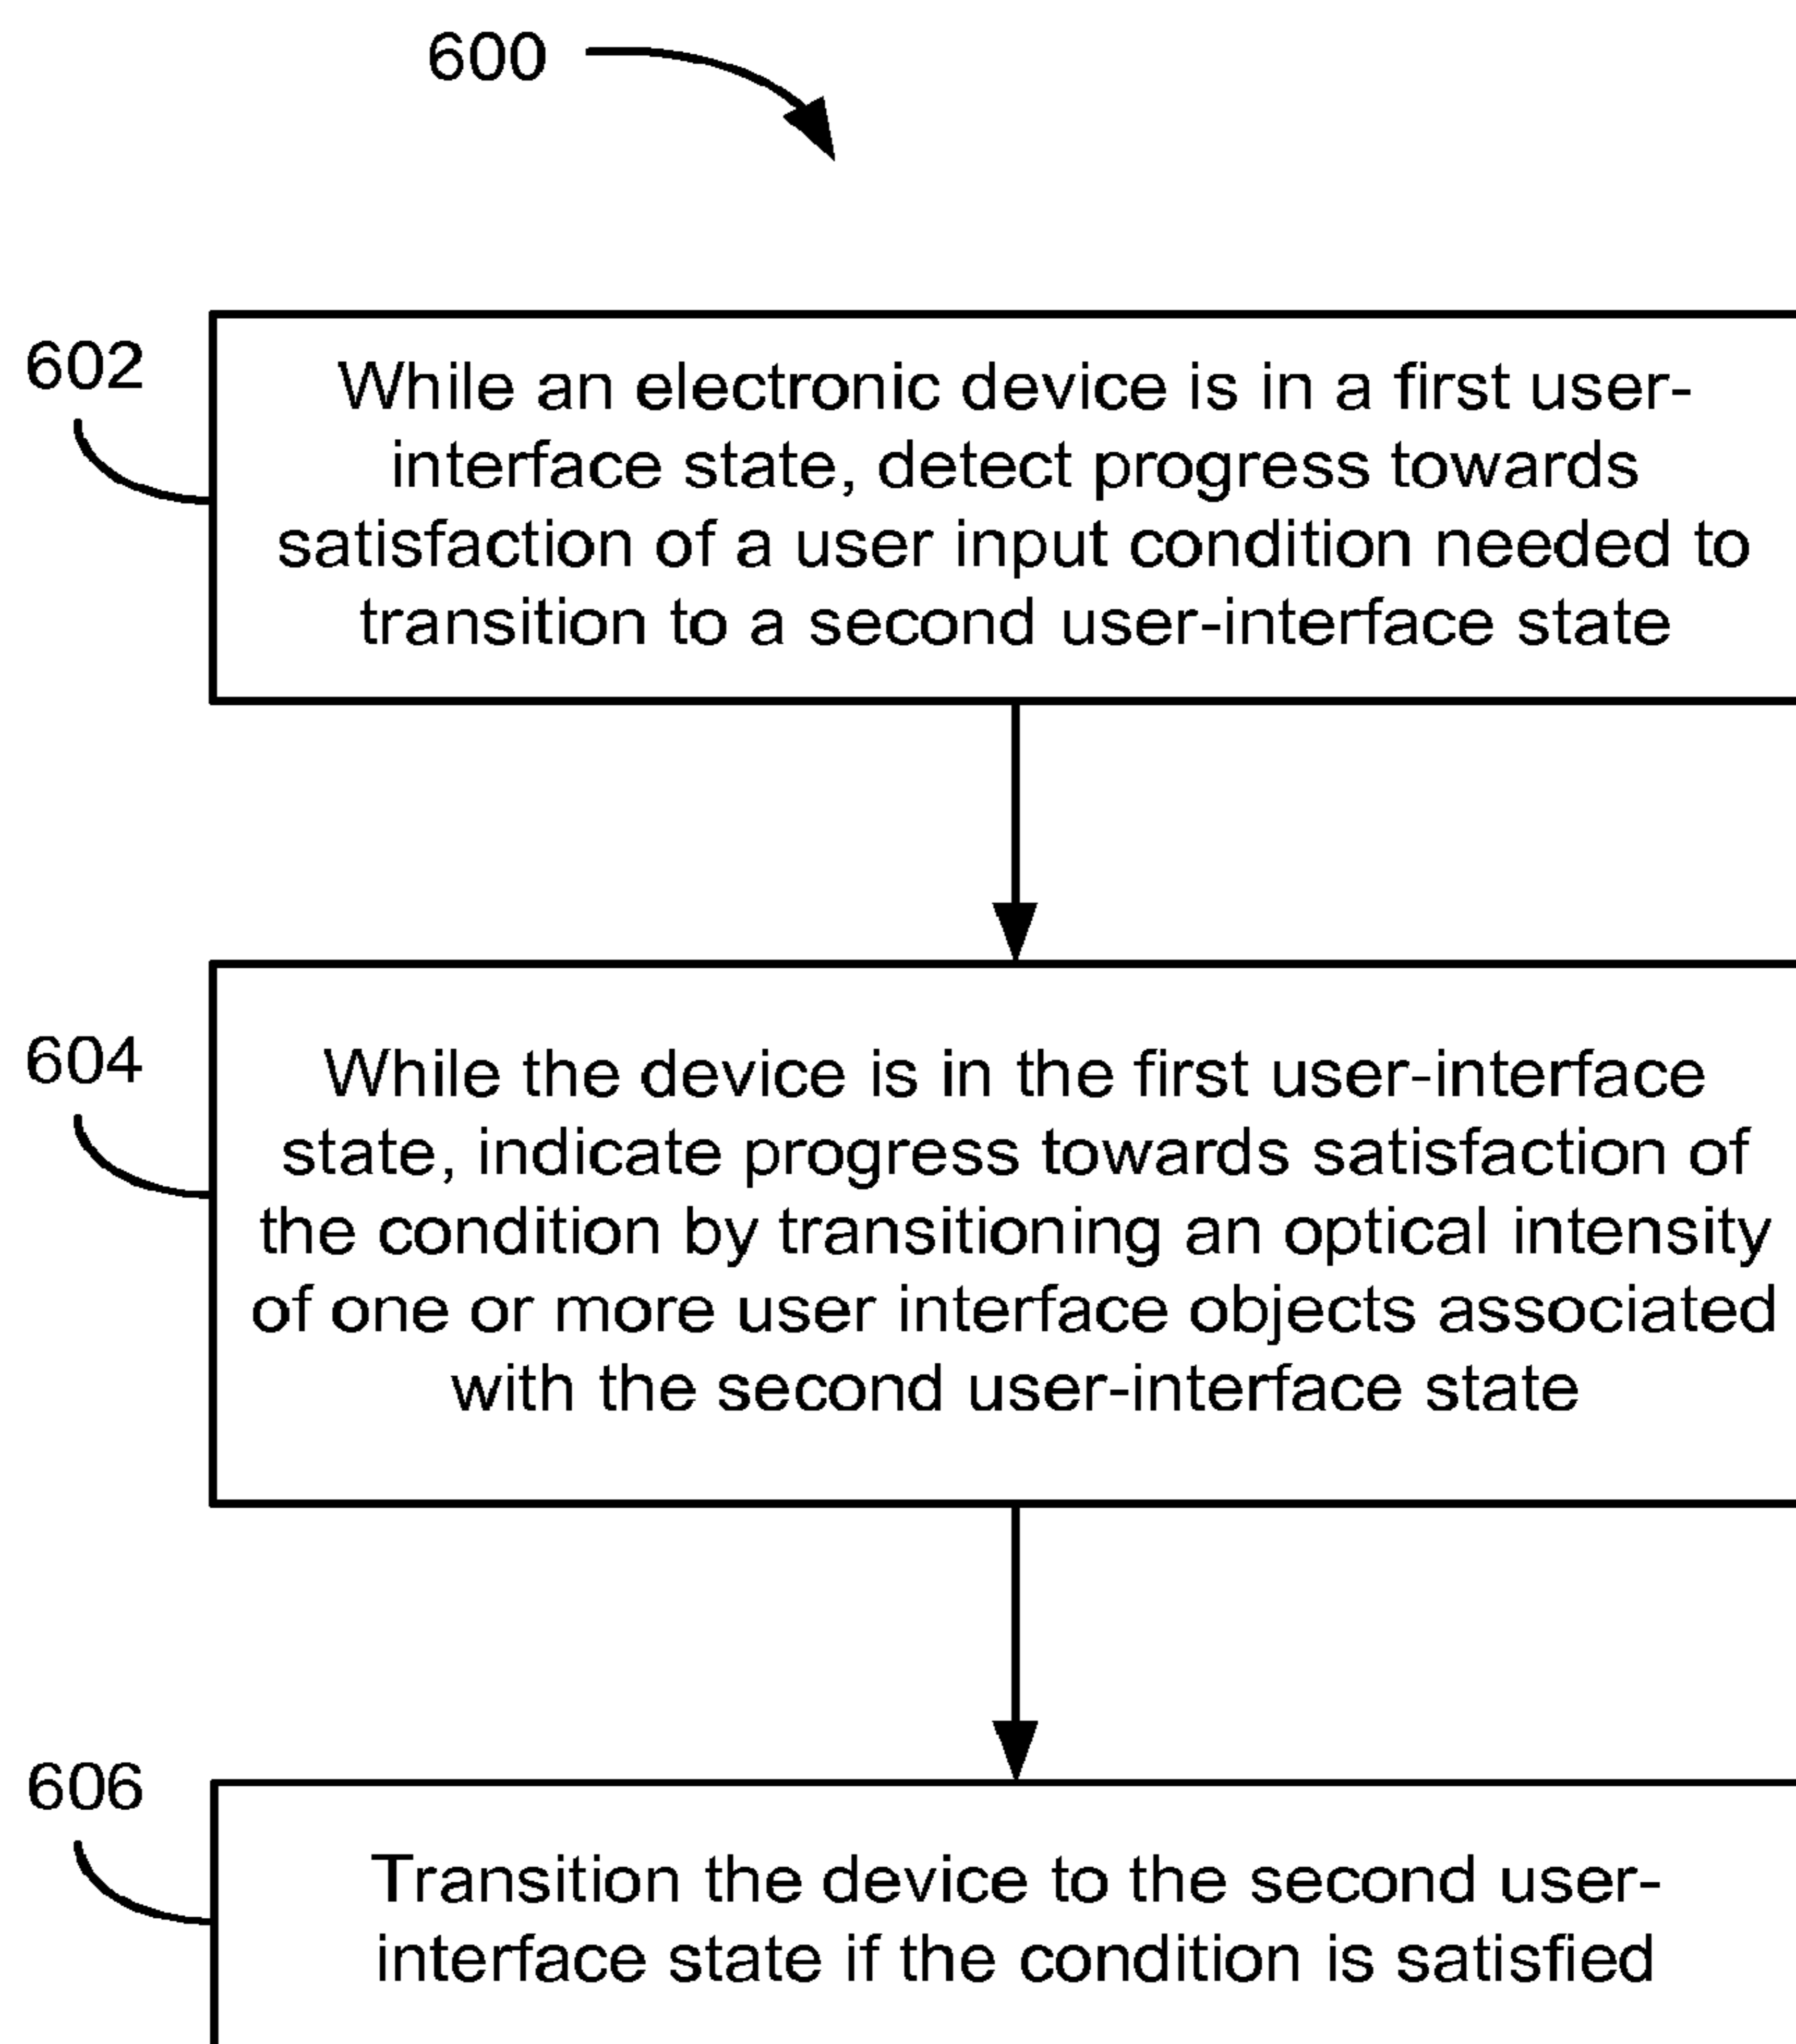 600
602
While an electronic device is in a first user-
interface state, detect progress towards
satisfaction of a user input condition needed to
transition to a second user-interface state
604
While the device is in the first user-interface
state, indicate progress towards satisfaction of
the condition by transitioning an optical intensity
of one or more user interface objects associated
with the second user-interface state
606
Transition the device to the second user-
interface state if the condition is satisfied